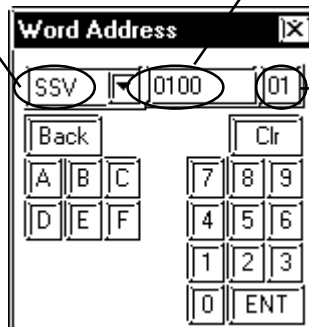 Word Address
SSV 0100 01
Back Clr
A B C 7 8 9
D E F 4 5 6
1 2 3
0 ENT